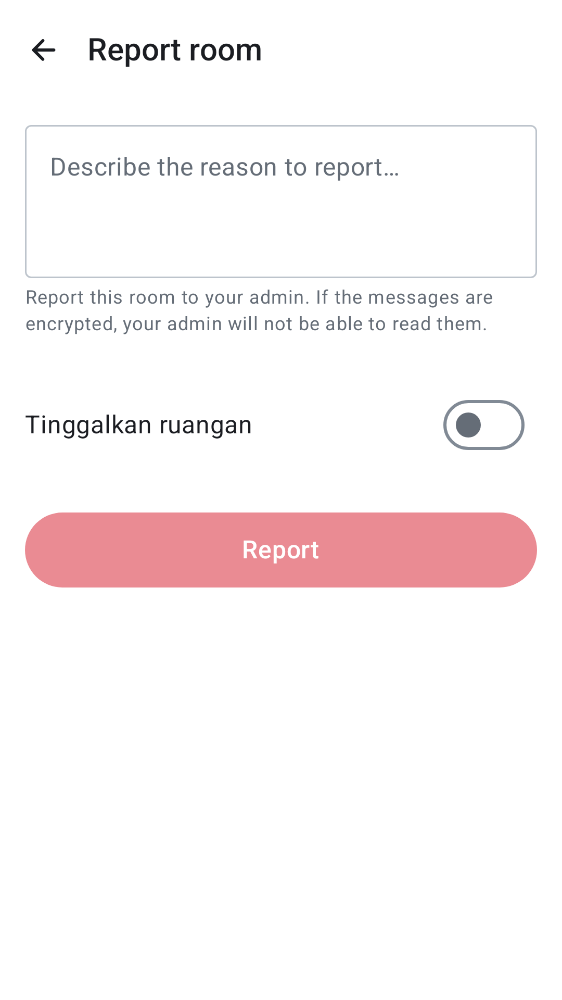 Report room
Describe the reason to report…
Report this room to your admin. If the messages are
encrypted, your admin will not be able to read them.
Tinggalkan ruangan
Report